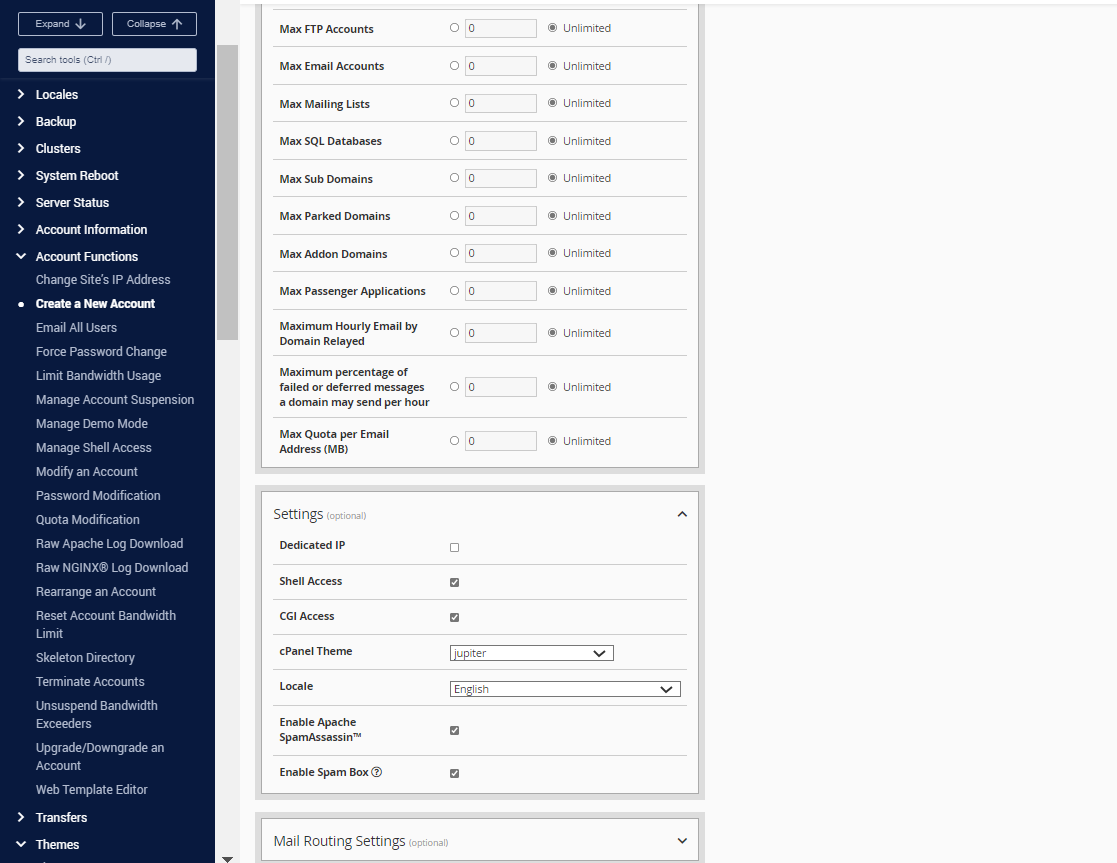 Expand
Collapse
Search tools (Ctrl /)
Locales
Backup
Clusters
System Reboot
Server Status
Account Information
Account Functions
Change Site's IP Address
Create a New Account
Email All Users
Force Password Change
Limit Bandwidth Usage
Manage Account Suspension
Manage Demo Mode
Manage Shell Access
Modify an Account
Password Modification
Quota Modification
Raw Apache Log Download
Raw NGINX® Log Download
Rearrange an Account
Reset Account Bandwidth
Limit
Skeleton Directory
Terminate Accounts
Unsuspend Bandwidth
Exceeders
Upgrade/Downgrade an
Account
Web Template Editor
Transfers
Themes
Max FTP Accounts 0 Unlimited
Max Email Accounts 0 Unlimited
Max Mailing Lists 0 Unlimited
Max SQL Databases 0 Unlimited
Max Sub Domains 0 Unlimited
Max Parked Domains 0 Unlimited
Max Addon Domains 0 Unlimited
Max Passenger Applications 0 Unlimited
Maximum Hourly Email by
Domain Relayed 0 Unlimited
Maximum percentage of
failed or deferred messages 0 Unlimited
a domain may send per hour
Max Quota per Email
Address (MB) 0 Unlimited
Settings (optional)
Dedicated IP
Shell Access
CGI Access
cPanel Theme jupiter
Locale English
Enable Apache
SpamAssassin™
Enable Spam Box ?
Mail Routing Settings (optional)